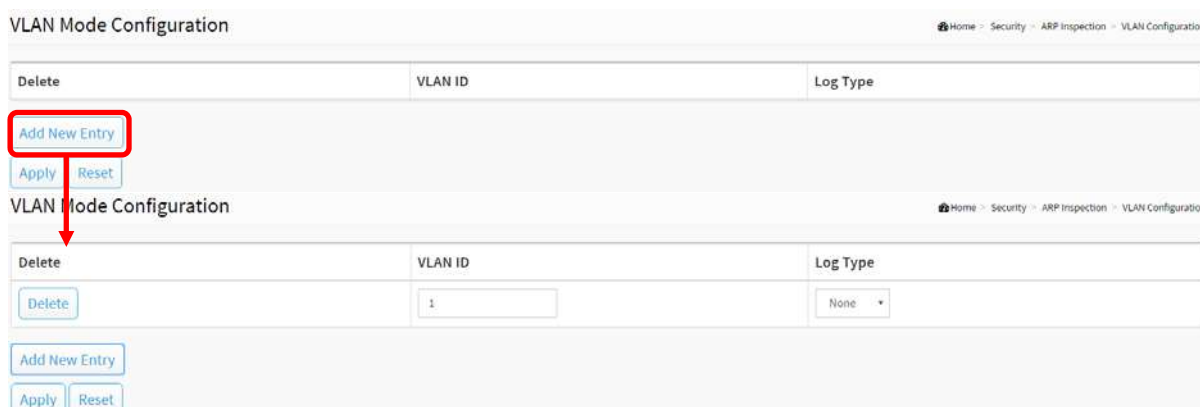 VLAN Mode Configuration Home > Security > ARP Inspection > VLAN Configuratio
Delete VLAN ID Log Type
Add New Entry
Apply Reset
VLAN Mode Configuration Home > Security > ARP Inspection > VLAN Configuratio
Delete VLAN ID Log Type
Delete 1 None
Add New Entry
Apply Reset